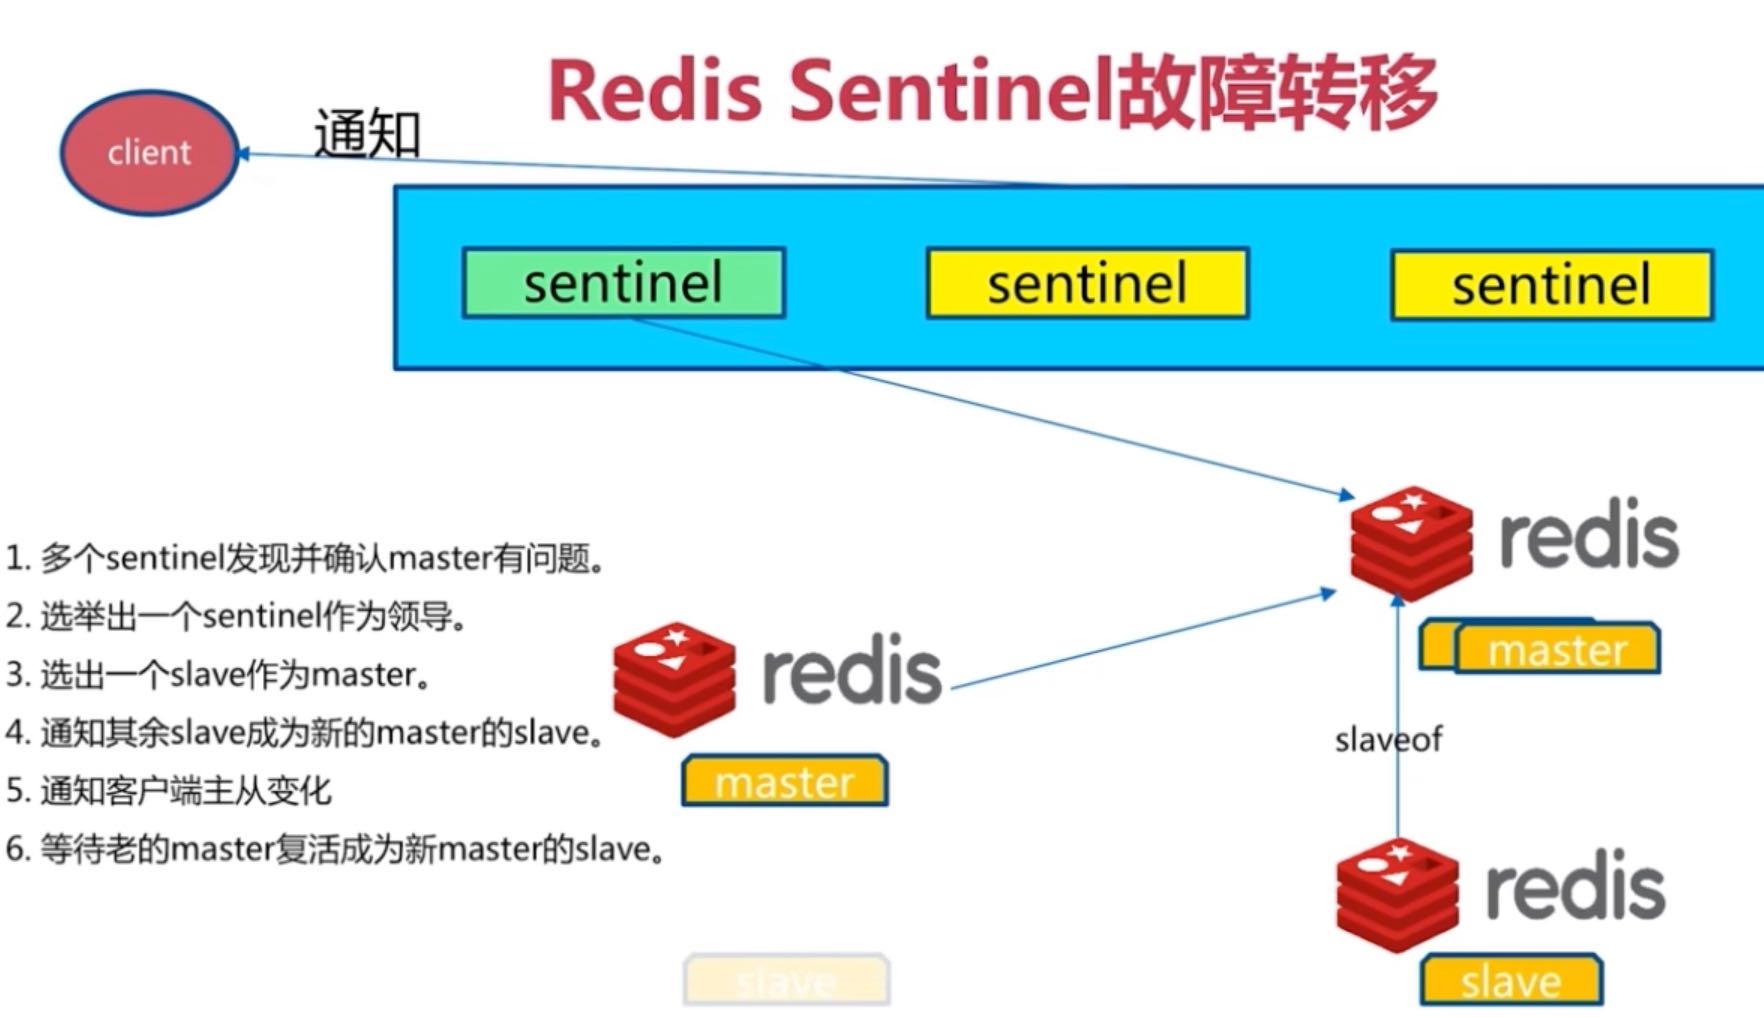 Redis Sentinel故障转移
client
通知
sentinel
sentinel
sentinel
redis
master
1. 多个sentinel发现并确认master有问题。
2. 选举出一个sentinel作为领导。
3. 选出一个slave作为master。
4. 通知其余slave成为新的master的slave。
5. 通知客户端主从变化
6. 等待老的master复活成为新master的slave。
redis
master
slaveof
redis
slave
slave